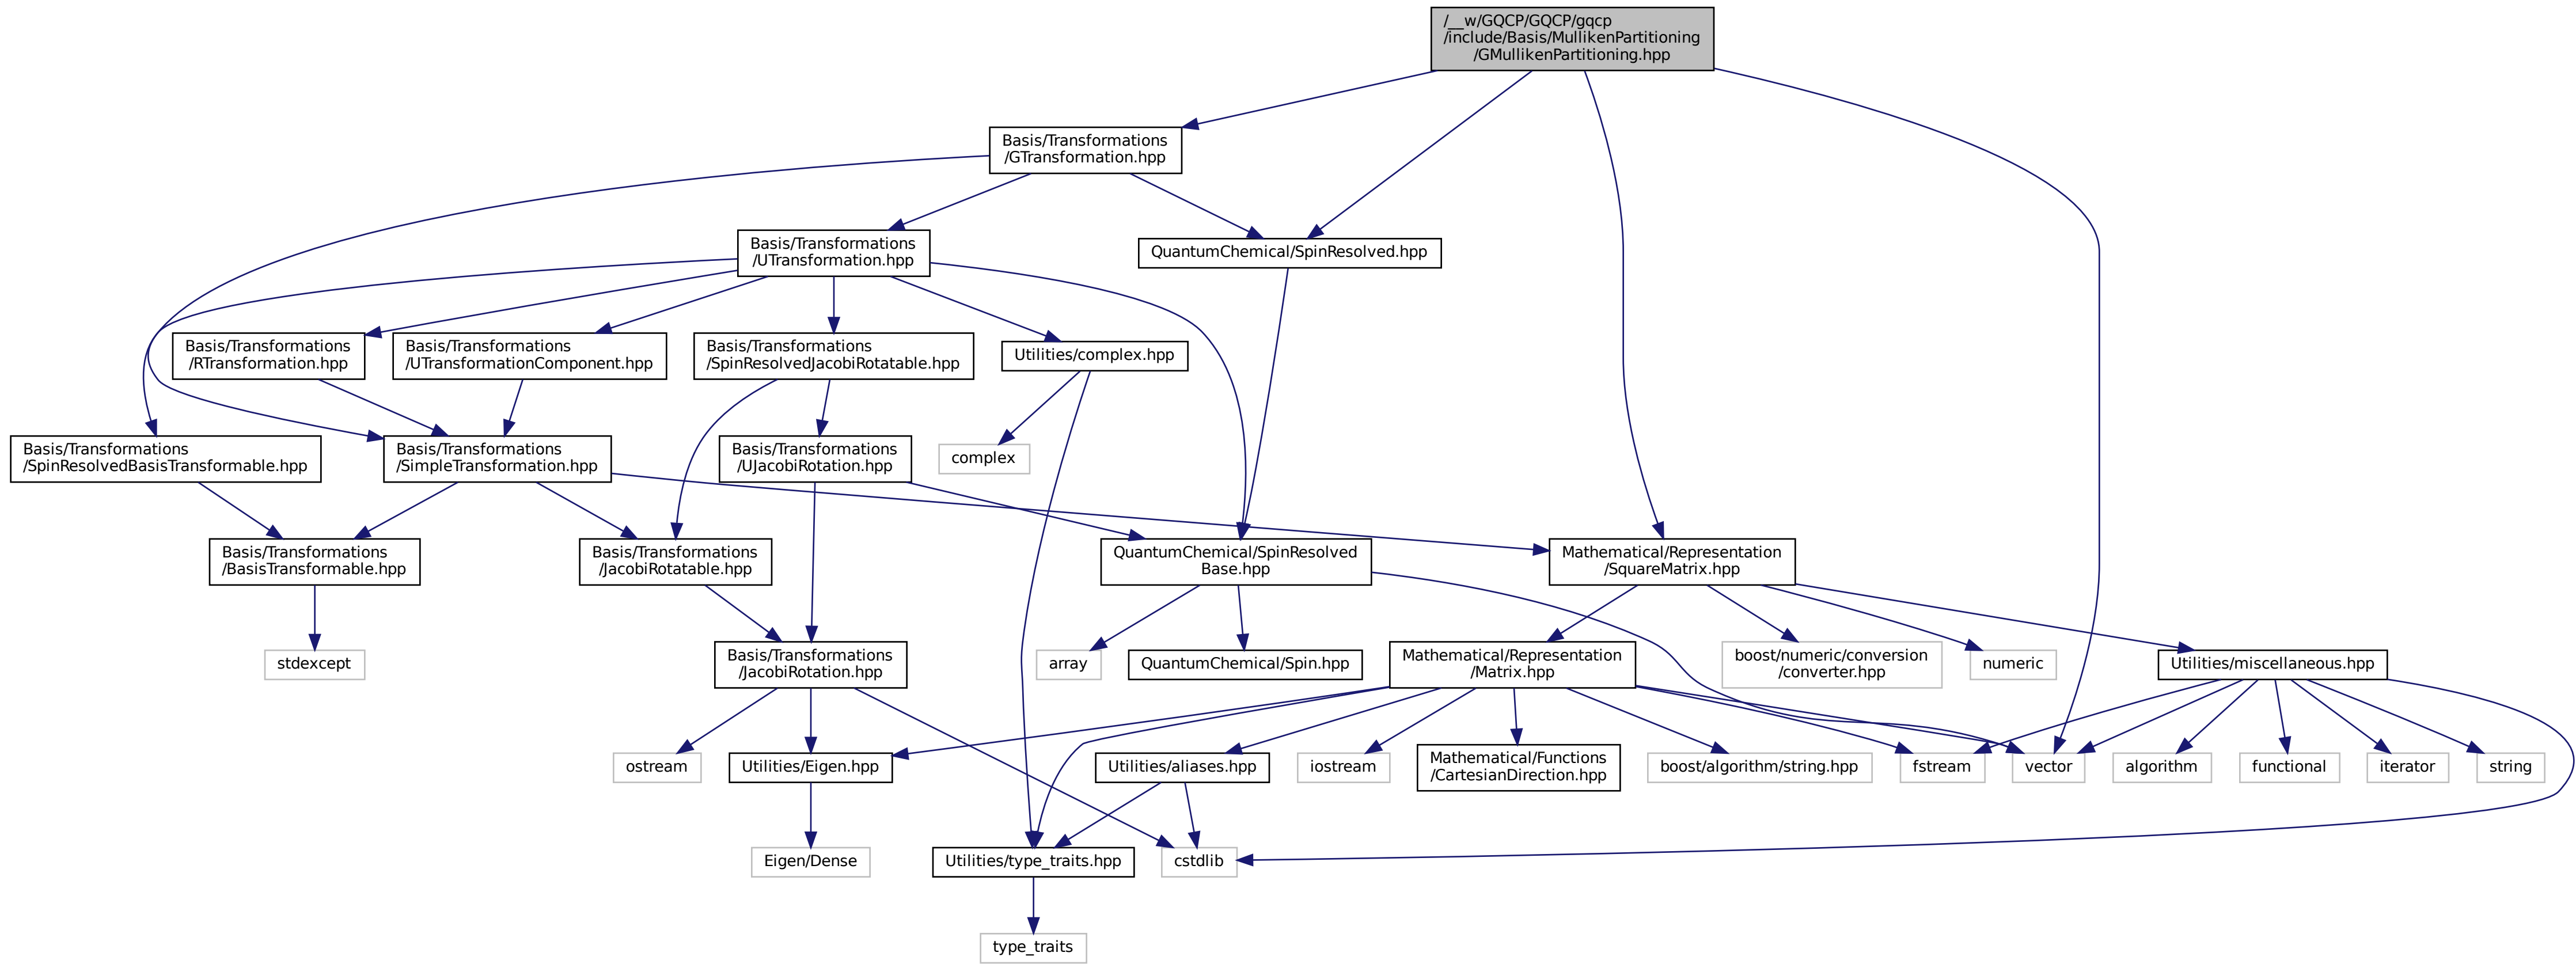 /__w/GQCP/GQCP/gqcp
/include/Basis/MullikenPartitioning
/GMullikenPartitioning.hpp
Basis/Transformations
/GTransformation.hpp
Basis/Transformations
/UTransformation.hpp
QuantumChemical/SpinResolved.hpp
Basis/Transformations
/RTransformation.hpp
Basis/Transformations
/UTransformationComponent.hpp
Basis/Transformations
/SpinResolvedJacobiRotatable.hpp
Utilities/complex.hpp
Basis/Transformations
/SpinResolvedBasisTransformable.hpp
Basis/Transformations
/SimpleTransformation.hpp
Basis/Transformations
/UJacobiRotation.hpp
complex
Basis/Transformations
/BasisTransformable.hpp
Basis/Transformations
/JacobiRotatable.hpp
QuantumChemical/SpinResolved
Base.hpp
Mathematical/Representation
/SquareMatrix.hpp
stdexcept
Basis/Transformations
/JacobiRotation.hpp
array
QuantumChemical/Spin.hpp
Mathematical/Representation
/Matrix.hpp
boost/numeric/conversion
/converter.hpp
numeric
Utilities/miscellaneous.hpp
ostream
Utilities/Eigen.hpp
Utilities/aliases.hpp
iostream
Mathematical/Functions
/CartesianDirection.hpp
boost/algorithm/string.hpp
fstream
vector
algorithm
functional
iterator
string
Eigen/Dense
Utilities/type_traits.hpp
cstdlib
type_traits